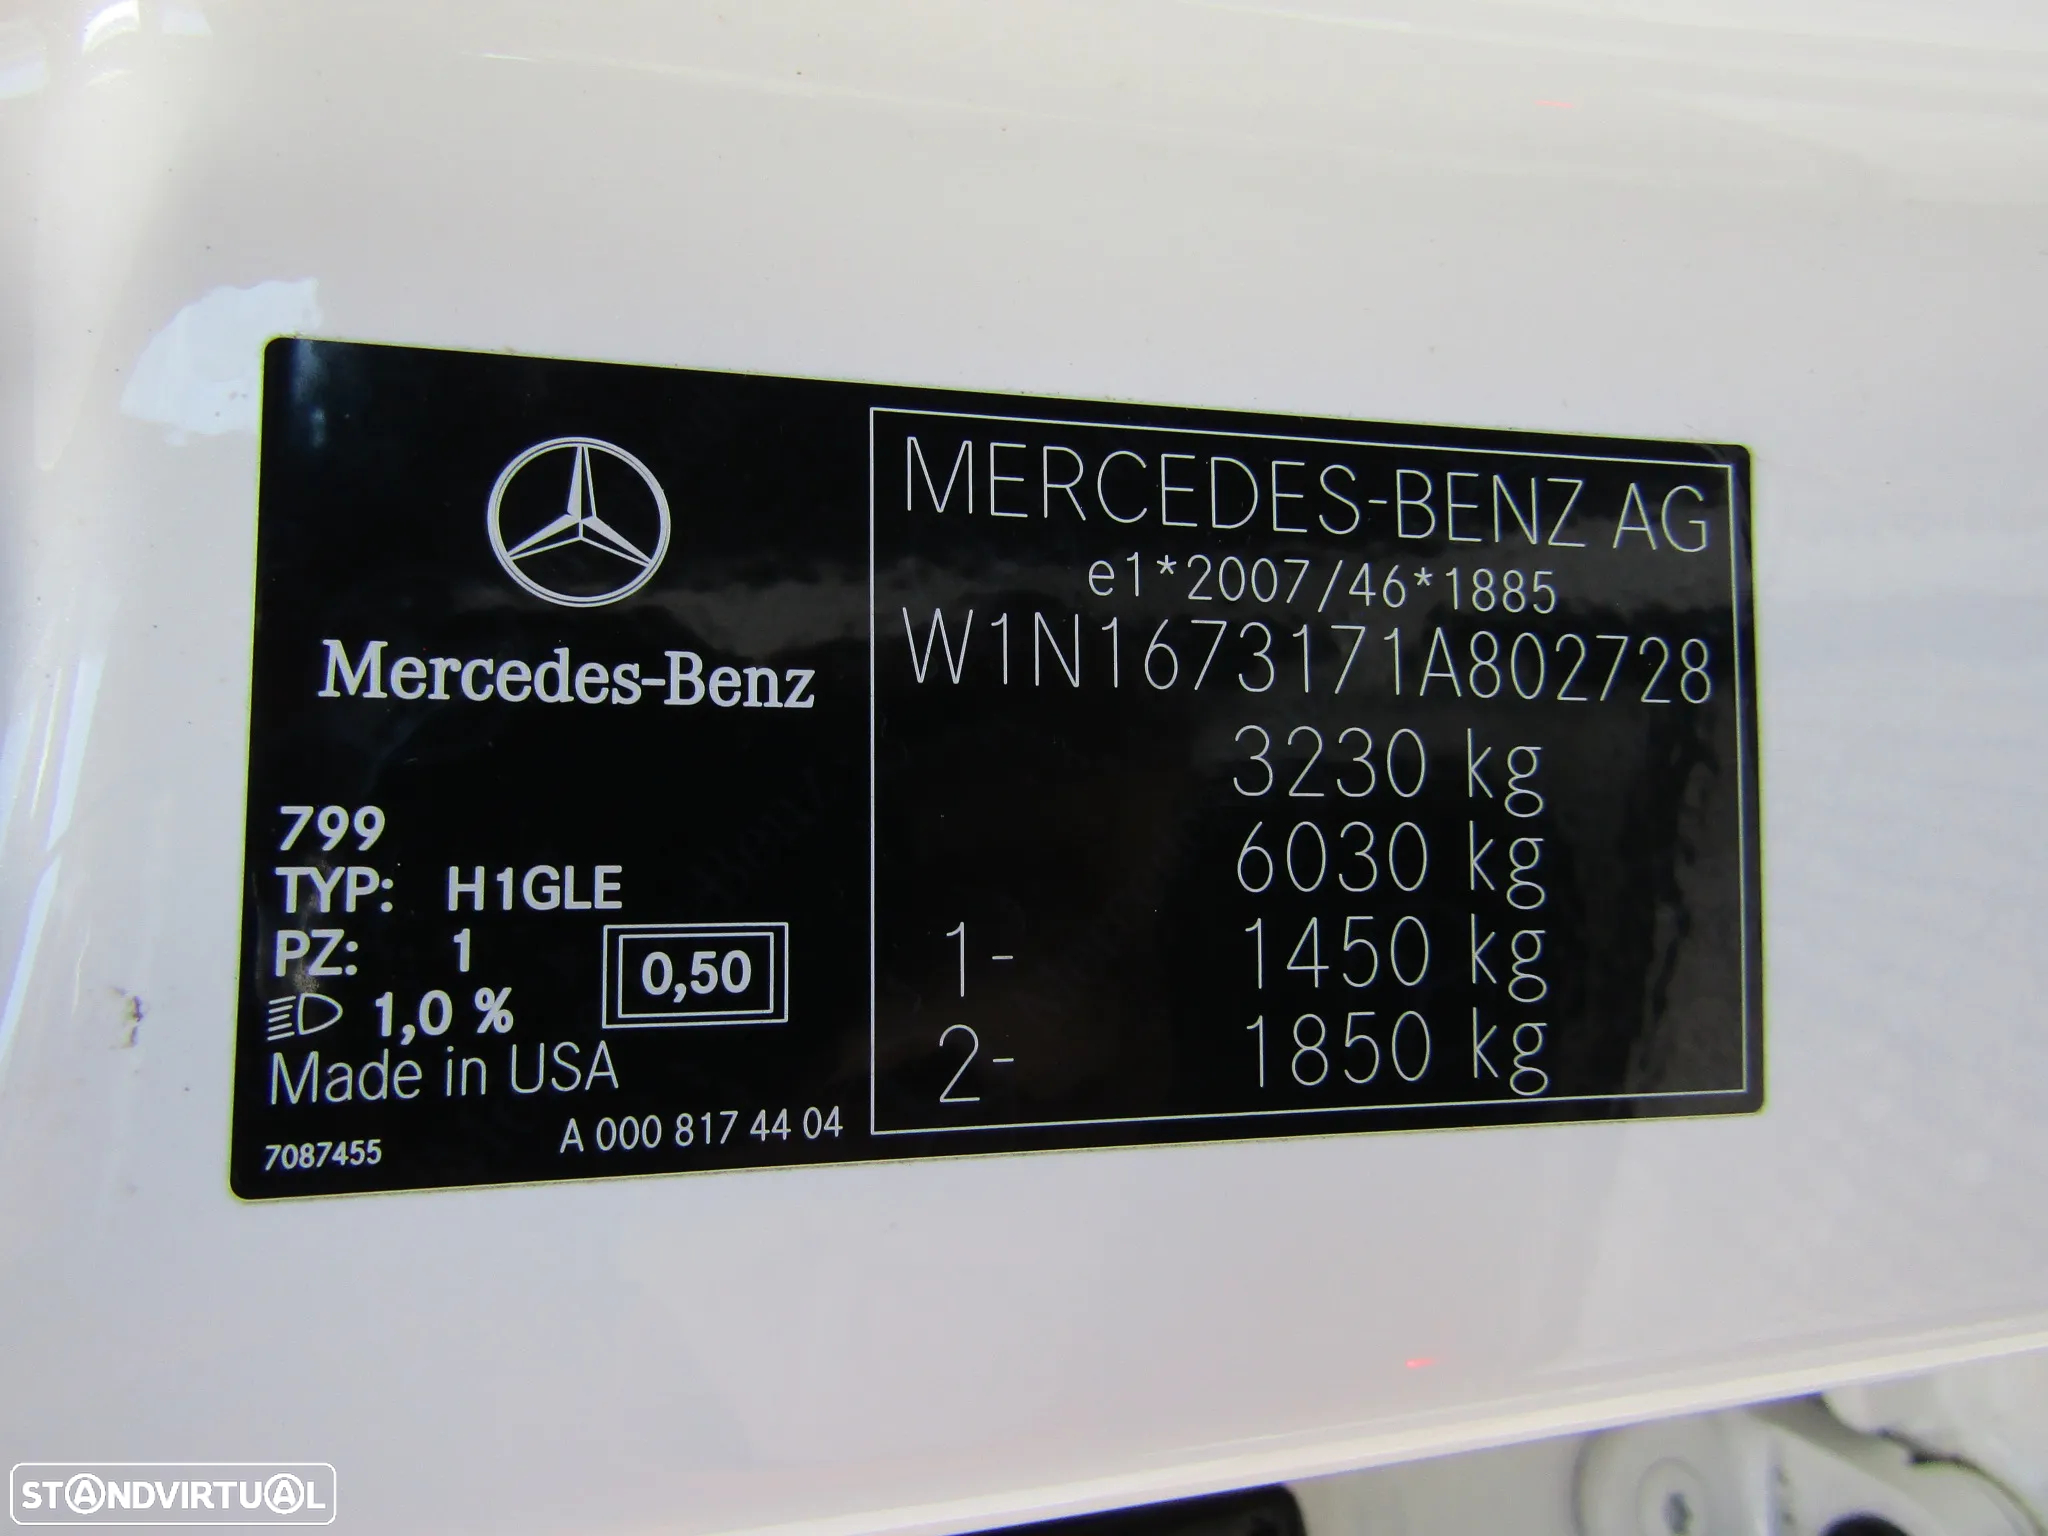 Mercedes-Benz
799
TYP: H1GLE
PZ: 1
1,0 %
0,50
Made in USA
7087455
A 000 817 44 04
MERCEDES-BENZ AG
e1*2007/46*1885
W1N1673171A802728
3230 kg
6030 kg
1- 1450 kg
2- 1850 kg
STANDVIRTUAL